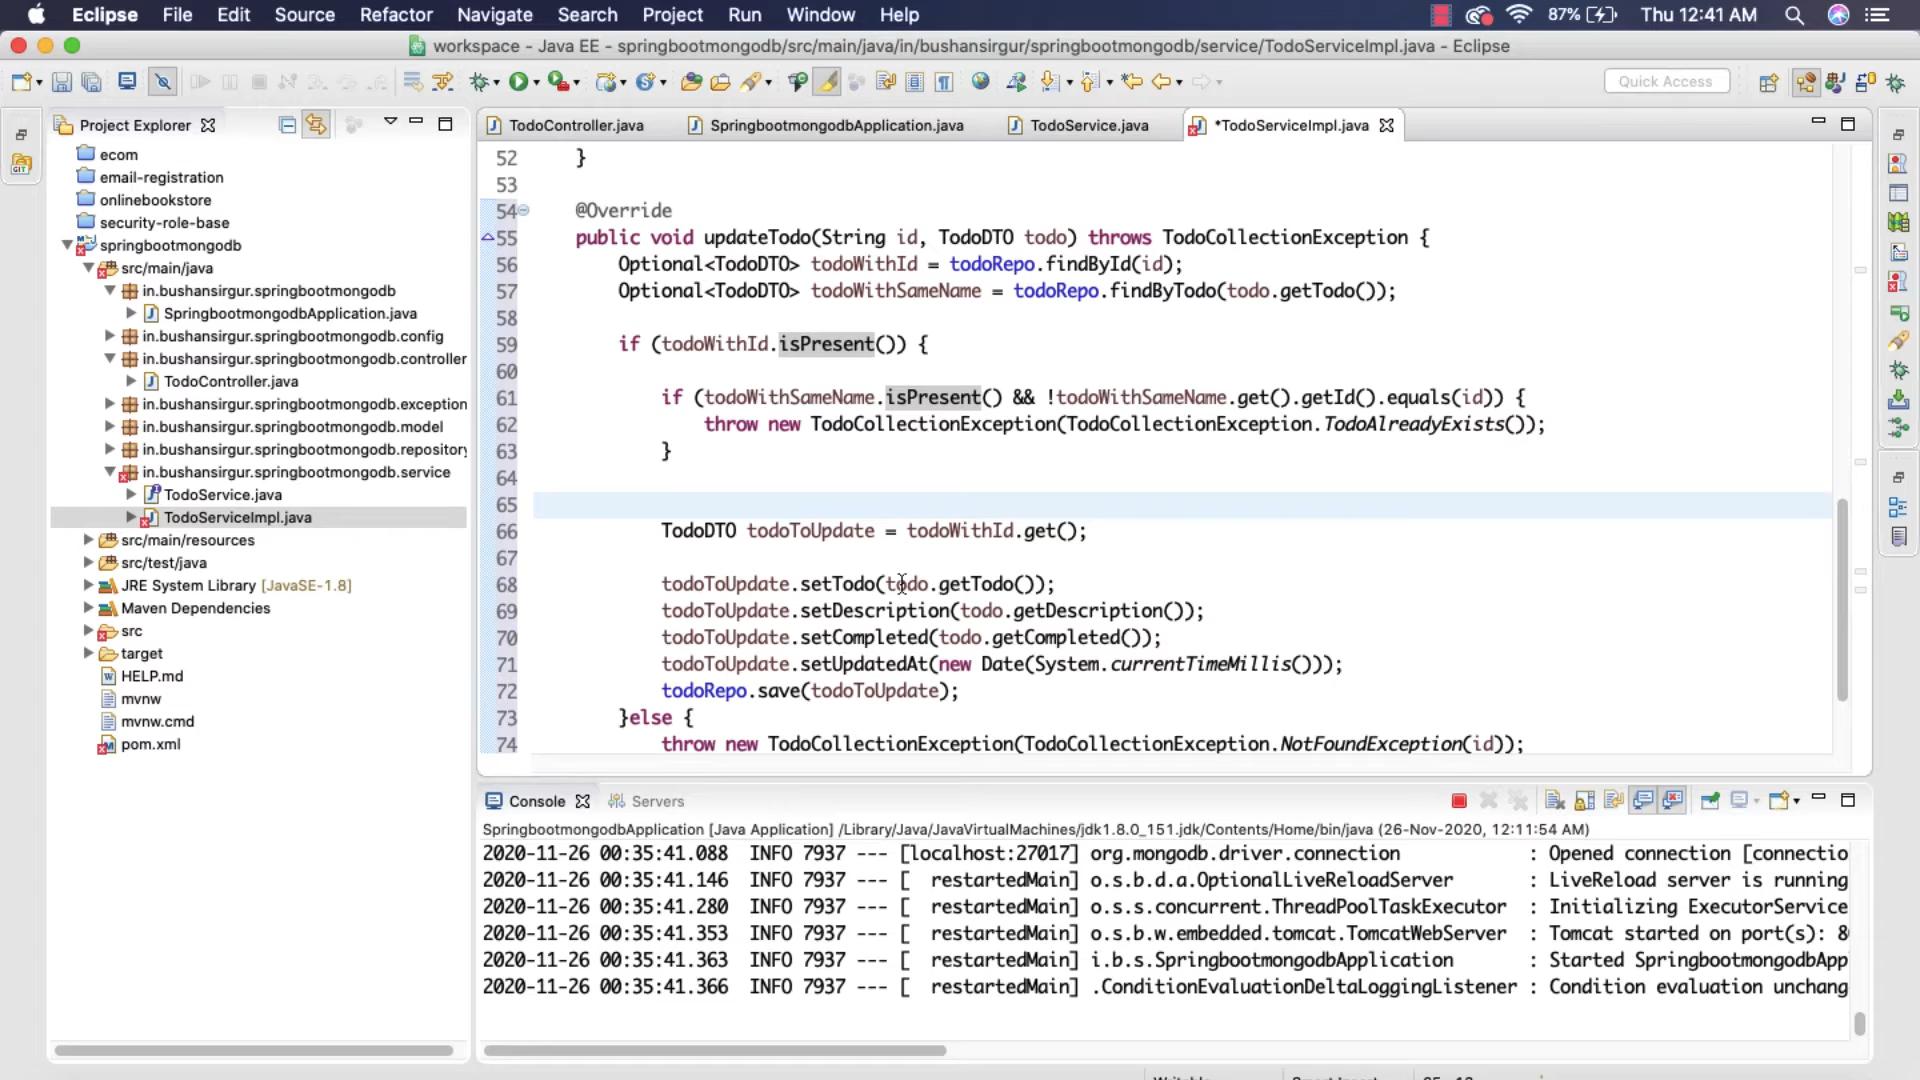 Eclipse File Edit Source Refactor Navigate Search Project Run Window Help 87% Thu 12:41 AM
workspace - Java EE - springbootmongodb/src/main/java/in/bushansirgur/springbootmongodb/service/TodoServiceImpl.java - Eclipse
Quick Access
Project Explorer
ecom
email-registration
onlinebookstore
security-role-base
springbootmongodb
src/main/java
in.bushansirgur.springbootmongodb
SpringbootmongodbApplication.java
in.bushansirgur.springbootmongodb.config
in.bushansirgur.springbootmongodb.controller
TodoController.java
in.bushansirgur.springbootmongodb.exception
in.bushansirgur.springbootmongodb.model
in.bushansirgur.springbootmongodb.repository
in.bushansirgur.springbootmongodb.service
TodoService.java
TodoServiceImpl.java
src/main/resources
src/test/java
JRE System Library [JavaSE-1.8]
Maven Dependencies
src
target
HELP.md
mvnw
mvnw.cmd
pom.xml
TodoController.java SpringbootmongodbApplication.java TodoService.java *TodoServiceImpl.java
52 }
53
54 @Override
55 public void updateTodo(String id, TodoDTO todo) throws TodoCollectionException {
56 Optional<TodoDTO> todoWithId = todoRepo.findById(id);
57 Optional<TodoDTO> todoWithSameName = todoRepo.findByTodo(todo.getTodo());
58
59 if (todoWithId.isPresent()) {
60
61 if (todoWithSameName.isPresent() && !todoWithSameName.get().getId().equals(id)) {
62 throw new TodoCollectionException(TodoCollectionException.TodoAlreadyExists());
63 }
64
65
66 TodoDTO todoToUpdate = todoWithId.get();
67
68 todoToUpdate.setTodo(todo.getTodo());
69 todoToUpdate.setDescription(todo.getDescription());
70 todoToUpdate.setCompleted(todo.getCompleted());
71 todoToUpdate.setUpdatedAt(new Date(System.currentTimeMillis()));
72 todoRepo.save(todoToUpdate);
73 }else {
74 throw new TodoCollectionException(TodoCollectionException.NotFoundException(id));
Console Servers
SpringbootmongodbApplication [Java Application] /Library/Java/JavaVirtualMachines/jdk1.8.0_151.jdk/Contents/Home/bin/java (26-Nov-2020, 12:11:54 AM)
2020-11-26 00:35:41.088 INFO 7937 --- [localhost:27017] org.mongodb.driver.connection : Opened connection [connectio
2020-11-26 00:35:41.146 INFO 7937 --- [ restartedMain] o.s.b.d.a.OptionalLiveReloadServer : LiveReload server is running
2020-11-26 00:35:41.280 INFO 7937 --- [ restartedMain] o.s.s.concurrent.ThreadPoolTaskExecutor : Initializing ExecutorService
2020-11-26 00:35:41.353 INFO 7937 --- [ restartedMain] o.s.b.w.embedded.tomcat.TomcatWebServer : Tomcat started on port(s): 8
2020-11-26 00:35:41.363 INFO 7937 --- [ restartedMain] i.b.s.SpringbootmongodbApplication : Started SpringbootmongodbApp
2020-11-26 00:35:41.366 INFO 7937 --- [ restartedMain] .ConditionEvaluationDeltaLoggingListener : Condition evaluation unchang